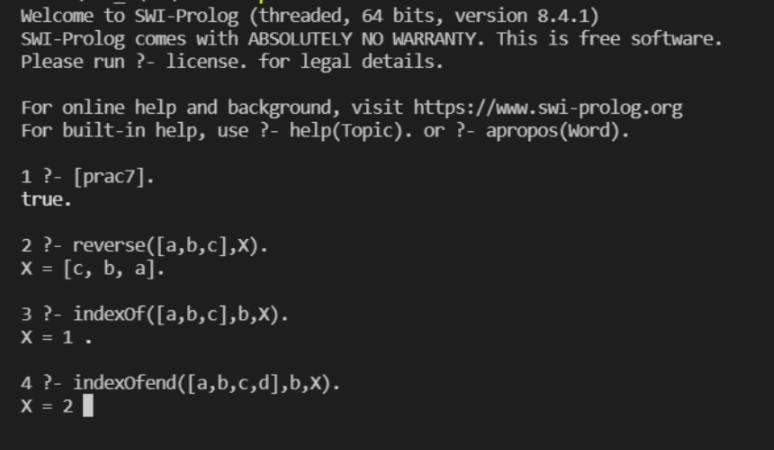 Welcome to SWI-Prolog (threaded, 64 bits, version 8.4.1)
SWI-Prolog comes with ABSOLUTELY NO WARRANTY. This is free software.
Please run ?- license. for legal details.
For online help and background, visit https://www.swi-prolog.org
For built-in help, use ?- help(Topic). or ?- apropos(Word).
1 ?- [prac7].
true.
2 ?- reverse([a,b,c],X).
X = [c, b, a].
3 ?- indexOf([a,b,c],b,X).
X = 1 .
4 ?- indexOfend([a,b,c,d],b,X).
X = 2